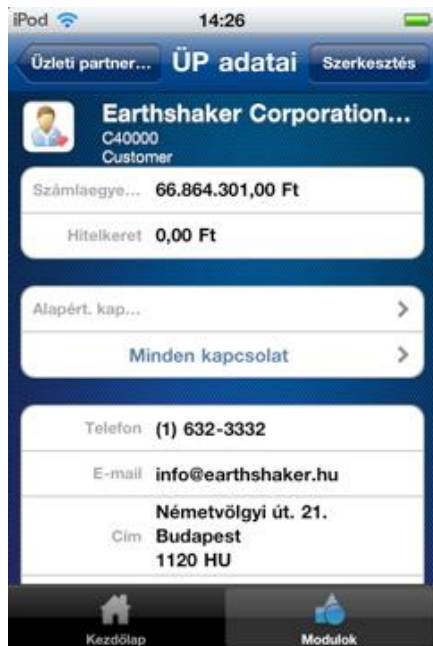 iPod 14:26
Üzleti partner... ÜP adatai Szerkesztés
Earthshaker Corporation...
C40000
Customer
Számlaegye... 66.864.301,00 Ft
Hitelkeret 0,00 Ft
Alapért. kap...
Minden kapcsolat
Telefon (1) 632-3332
E-mail info@earthshaker.hu
Németvölgyi út. 21.
Cím Budapest
1120 HU
Kezdőlap Modulok